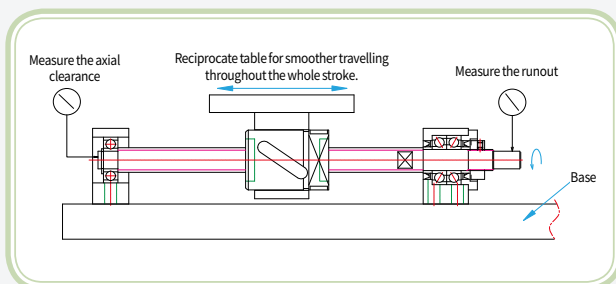 Measure the axial
clearance
Reciprocate table for smoother travelling
throughout the whole stroke.
Measure the runout
Base